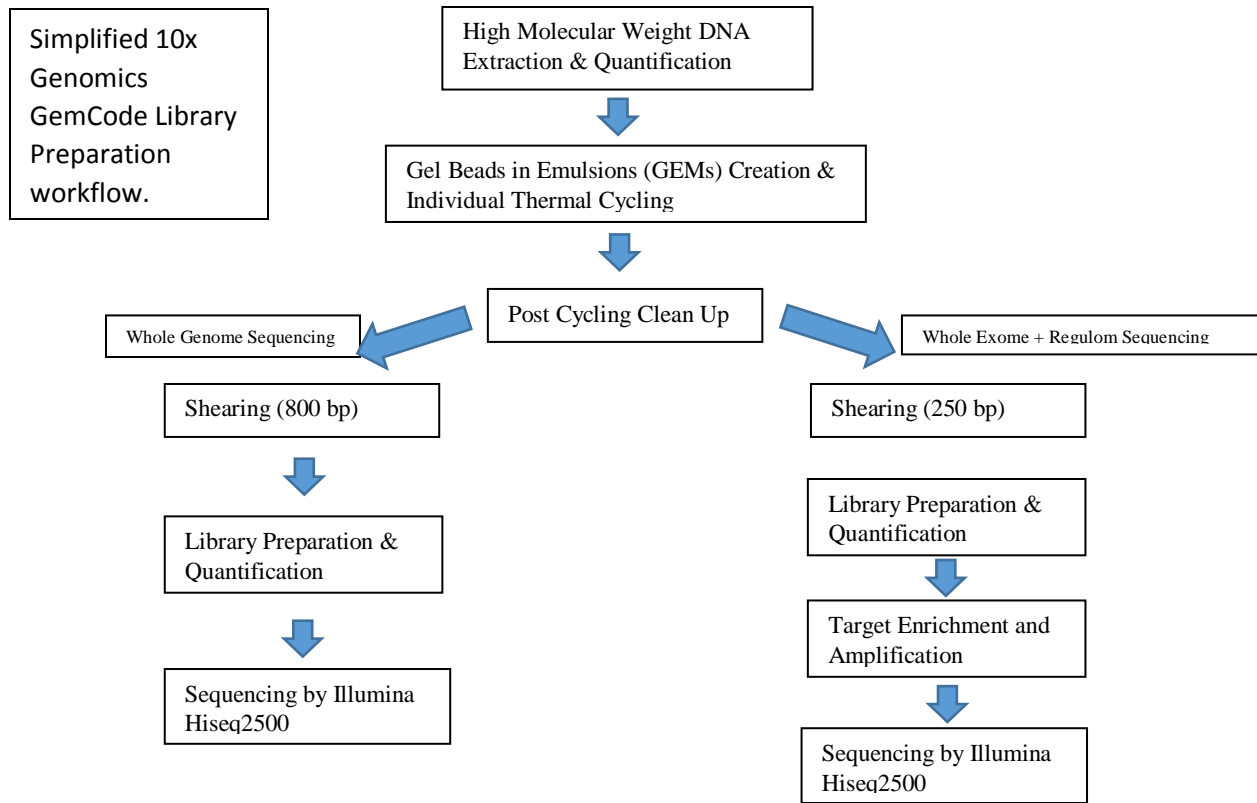 Simplified 10x
Genomics
GemCode Library
Preparation
workflow.
High Molecular Weight DNA
Extraction & Quantification
Gel Beads in Emulsions (GEMs) Creation &
Individual Thermal Cycling
Post Cycling Clean Up
Whole Genome Sequencing
Whole Exome + Regulom Sequencing
Shearing (800 bp)
Shearing (250 bp)
Library Preparation &
Quantification
Library Preparation &
Quantification
Target Enrichment and
Amplification
Sequencing by Illumina
Hiseq2500
Sequencing by Illumina
Hiseq2500